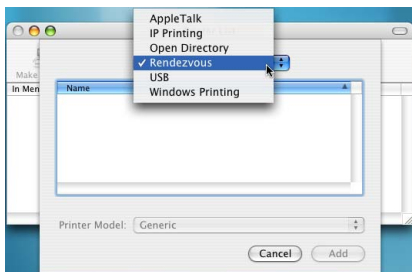 AppleTalk
IP Printing
Open Directory
✓ Rendezvous
USB
Windows Printing
Make
In Men
Name
Printer Model: Generic
Cancel Add